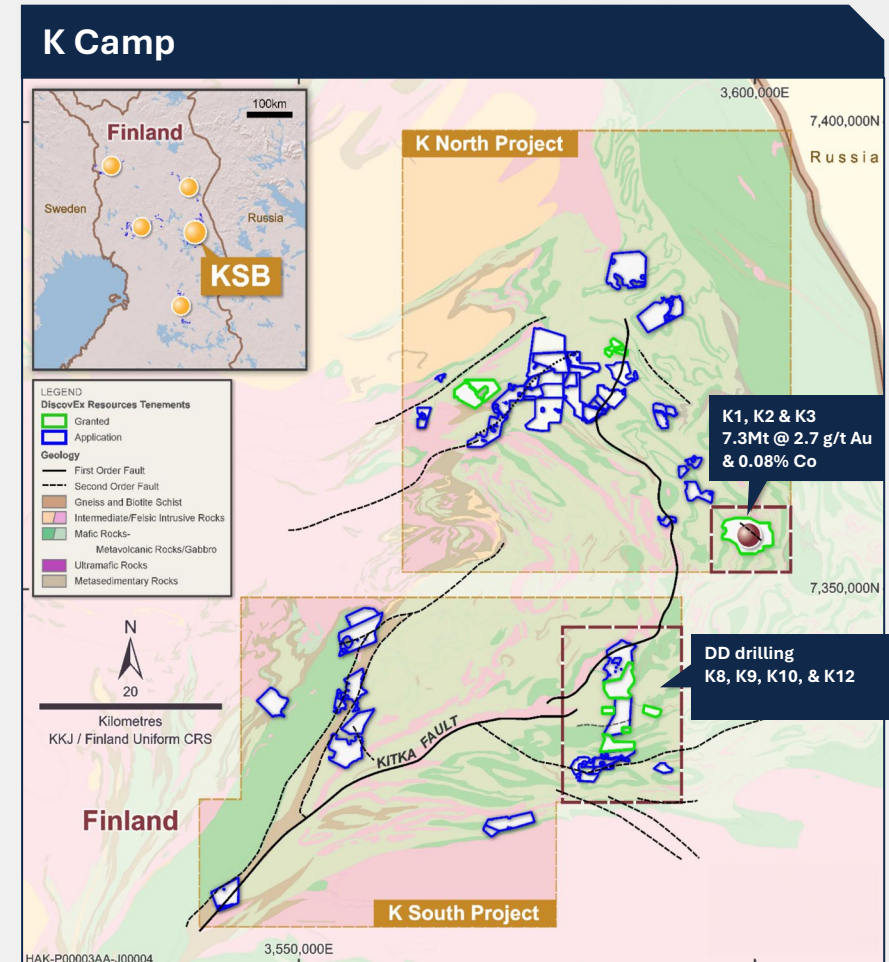 K Camp
3,600,000E
7,400,000N
Russia
100km
Finland
Sweden
Russia
KSB
K North Project
LEGEND
DiscovEx Resources Tenements
Granted
Application
Geology
First Order Fault
Second Order Fault
Gneiss and Biotite Schist
Intermediate/Felsic Intrusive Rocks
Mafic Rocks-
Metavolcanic Rocks/Gabbro
Ultramafic Rocks
Metasedimentary Rocks
K1, K2 & K3
7.3Mt @ 2.7 g/t Au
& 0.08% Co
7,350,000N
N
20
Kilometres
KKJ / Finland Uniform CRS
DD drilling
K8, K9, K10, & K12
KITKA FAULT
Finland
K South Project
3,550,000E
HAK-P00003AA-J00004